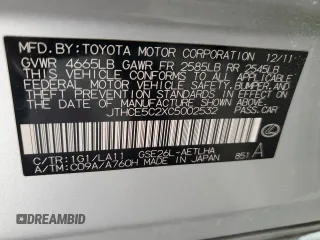 MFD.BY: TOYOTA MOTOR CORPORATION 12/11
GVWR 4665LB GAWR FR 2585LB RR 2545LB
THIS VEHICLE CONFORMS TO ALL APPLICABLE
FEDERAL MOTOR VEHICLE SAFETY, BUMPER, AND
THEFT PREVENTION STANDARDS IN EFFECT ON
THE DATE OF MANUFACTURE SHOWN ABOVE.
JTHCE5C2XC5002532 PASS.CAR
C/TR: 1G1/LA11 GSE26L-AETLHA
A/TM: C09A/A760H MADE IN JAPAN 851 A
DREAMBID.COM